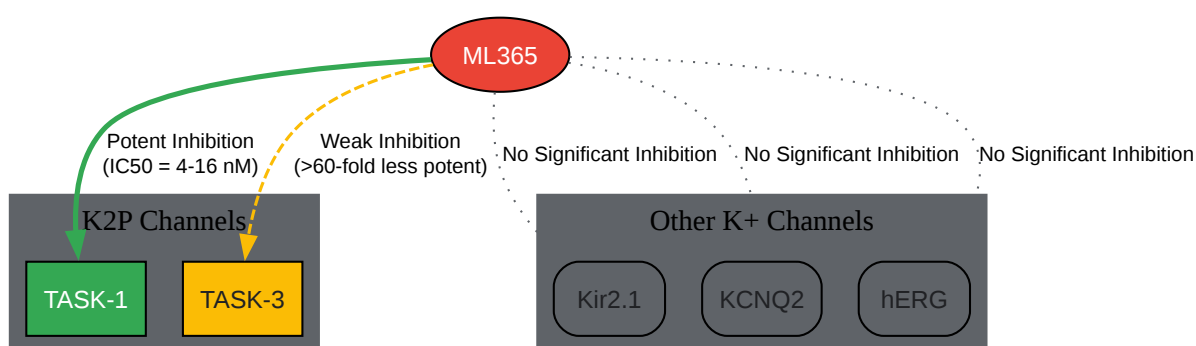 ML365
Potent Inhibition
(IC50 = 4-16 nM)
Weak Inhibition
(>60-fold less potent)
No Significant Inhibition
No Significant Inhibition
No Significant Inhibition
K2P Channels
Other K+ Channels
TASK-1
TASK-3
Kir2.1
KCNQ2
hERG